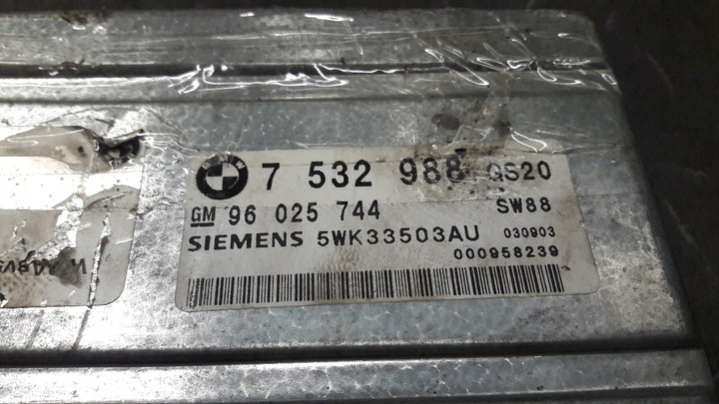 7 532 988 GS20
GM 96 025 744 SW88
SIEMENS 5WK33503AU 030903
000958239